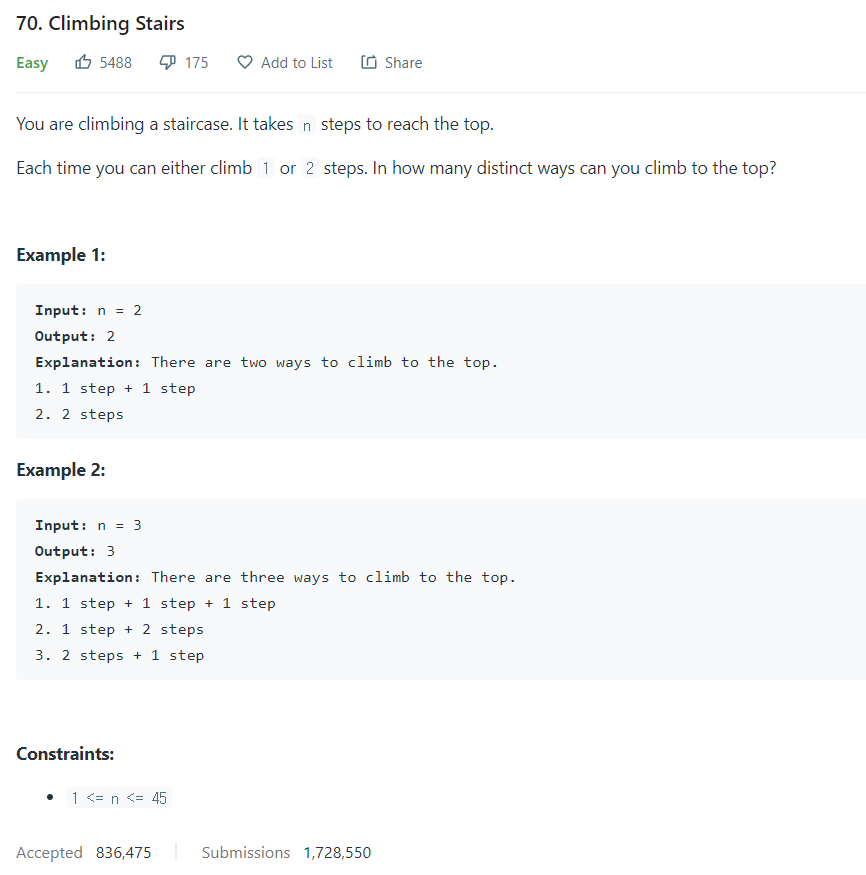 70. Climbing Stairs
Easy 5488 175 Add to List Share
You are climbing a staircase. It takes n steps to reach the top.
Each time you can either climb 1 or 2 steps. In how many distinct ways can you climb to the top?
Example 1:
Input: n = 2
Output: 2
Explanation: There are two ways to climb to the top.
1. 1 step + 1 step
2. 2 steps
Example 2:
Input: n = 3
Output: 3
Explanation: There are three ways to climb to the top.
1. 1 step + 1 step + 1 step
2. 1 step + 2 steps
3. 2 steps + 1 step
Constraints:
• 1 <= n <= 45
Accepted 836,475 Submissions 1,728,550